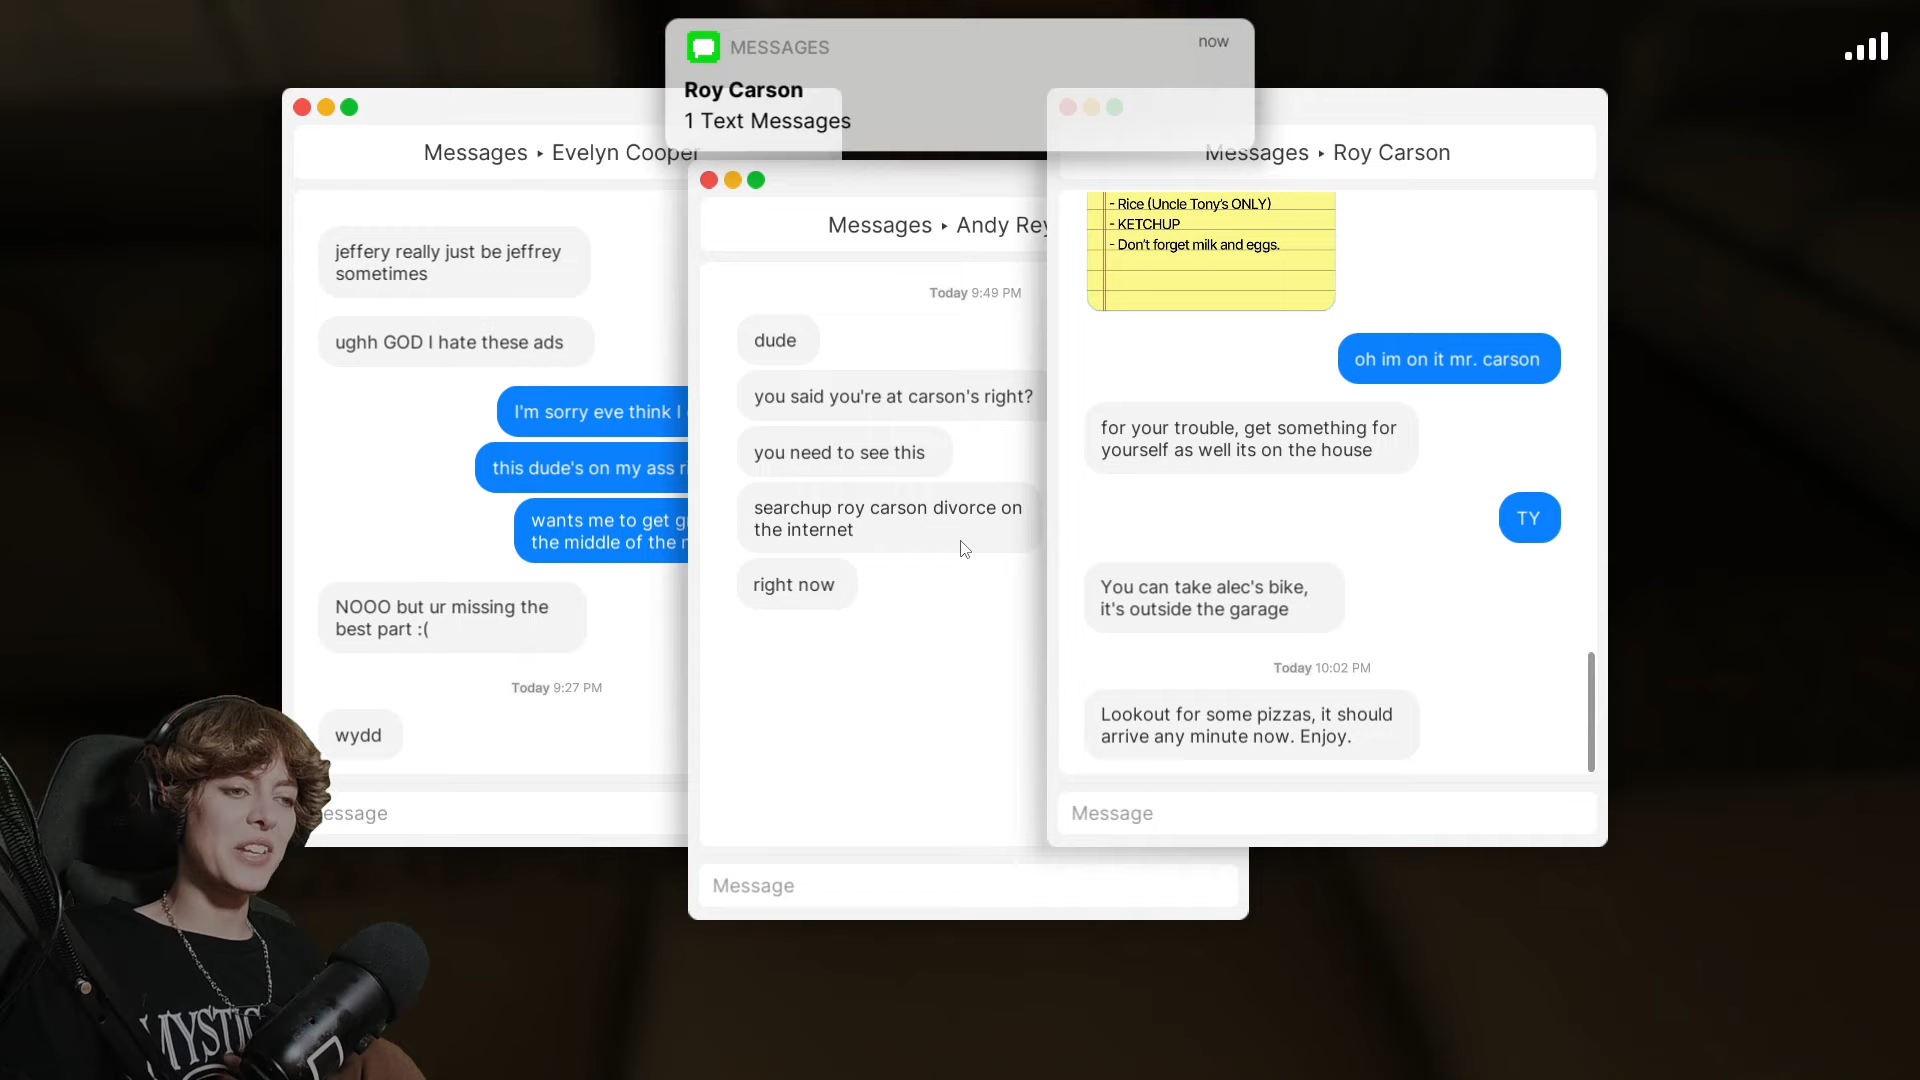 MESSAGES
now
Roy Carson
1 Text Messages
Messages ‣ Evelyn Cooper
jeffery really just be jeffrey
sometimes
ughh GOD I hate these ads
I'm sorry eve think I
this dude's on my ass
wants me to get
the middle of the
NOOO but ur missing the
best part :(
Today 9:27 PM
wydd
essage
Messages ‣ Andy Rey
Today 9:49 PM
dude
you said you're at carson's right?
you need to see this
searchup roy carson divorce on
the internet
right now
Message
Messages ‣ Roy Carson
- Rice (Uncle Tony's ONLY)
- KETCHUP
- Don't forget milk and eggs.
oh im on it mr. carson
for your trouble, get something for
yourself as well its on the house
TY
You can take alec's bike,
it's outside the garage
Today 10:02 PM
Lookout for some pizzas, it should
arrive any minute now. Enjoy.
Message
MYSTIC